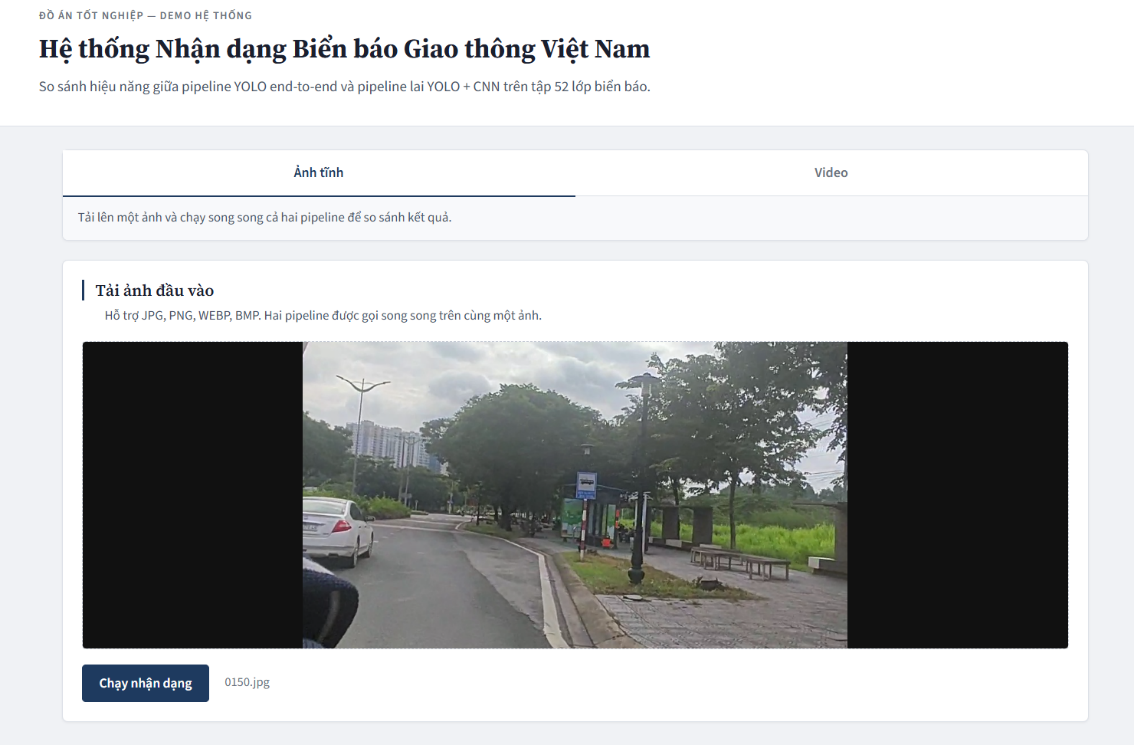 ĐỒ ÁN TỐT NGHIỆP — DEMO HỆ THỐNG
Hệ thống Nhận dạng Biển báo Giao thông Việt Nam
So sánh hiệu năng giữa pipeline YOLO end-to-end và pipeline lai YOLO + CNN trên tập 52 lớp biển báo.
Ảnh tĩnh
Video
Tải lên một ảnh và chạy song song cả hai pipeline để so sánh kết quả.
Tải ảnh đầu vào
Hỗ trợ JPG, PNG, WEBP, BMP. Hai pipeline được gọi song song trên cùng một ảnh.
Chạy nhận dạng
0150.jpg